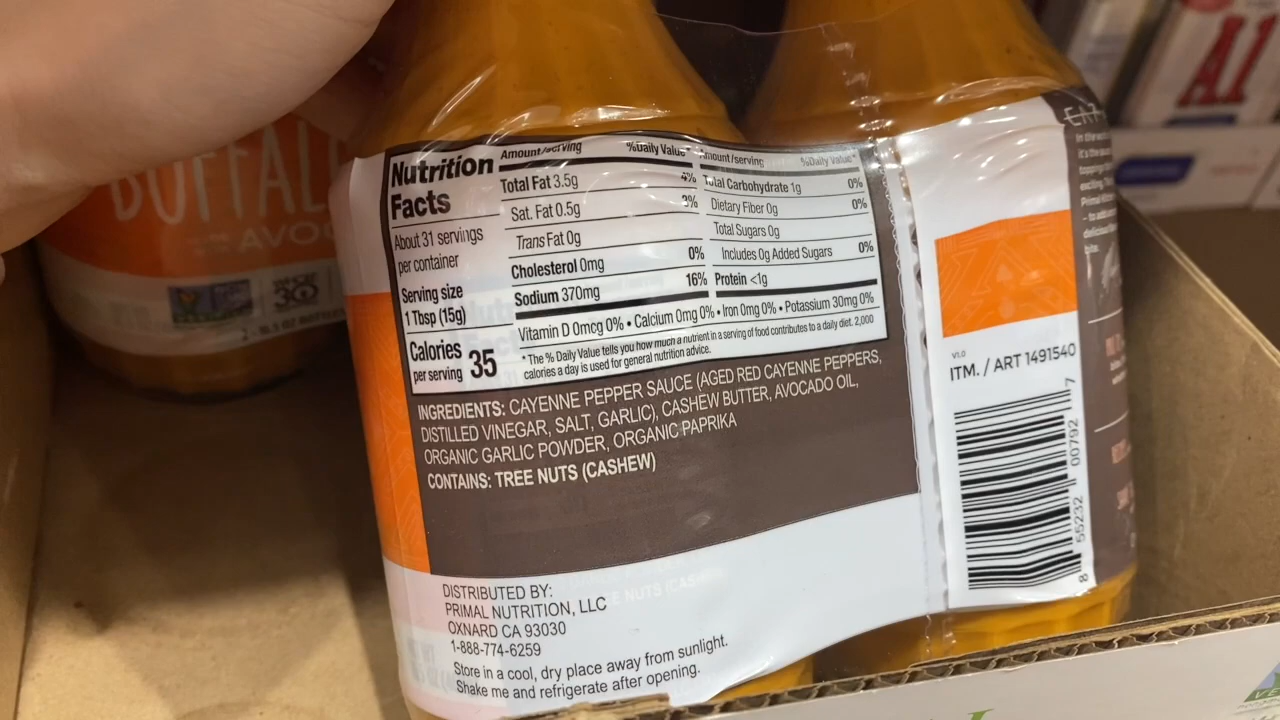 BUFFAL
AVOC
30
A1
Nutrition
Facts
About 31 servings
per container
Serving size
1 Tbsp (15g)
Calories
per serving 35
Amount/serving %Daily Value*
Total Fat 3.5g 4%
Sat. Fat 0.5g 3%
Trans Fat 0g
Cholesterol 0mg 0%
Sodium 370mg 16%
Amount/serving %Daily Value*
Total Carbohydrate 1g 0%
Dietary Fiber 0g 0%
Total Sugars 0g
Includes 0g Added Sugars 0%
Protein <1g
Vitamin D 0mcg 0% • Calcium 0mg 0% • Iron 0mg 0% • Potassium 30mg 0%
* The % Daily Value tells you how much a nutrient in a serving of food contributes to a daily diet. 2,000
calories a day is used for general nutrition advice.
INGREDIENTS: CAYENNE PEPPER SAUCE (AGED RED CAYENNE PEPPERS,
DISTILLED VINEGAR, SALT, GARLIC), CASHEW BUTTER, AVOCADO OIL,
ORGANIC GARLIC POWDER, ORGANIC PAPRIKA
CONTAINS: TREE NUTS (CASHEW)
DISTRIBUTED BY:
PRIMAL NUTRITION, LLC
OXNARD CA 93030
1-888-774-6259
Store in a cool, dry place away from sunlight.
Shake me and refrigerate after opening.
V1.0
ITM. / ART 1491540
8 55232 00792 7